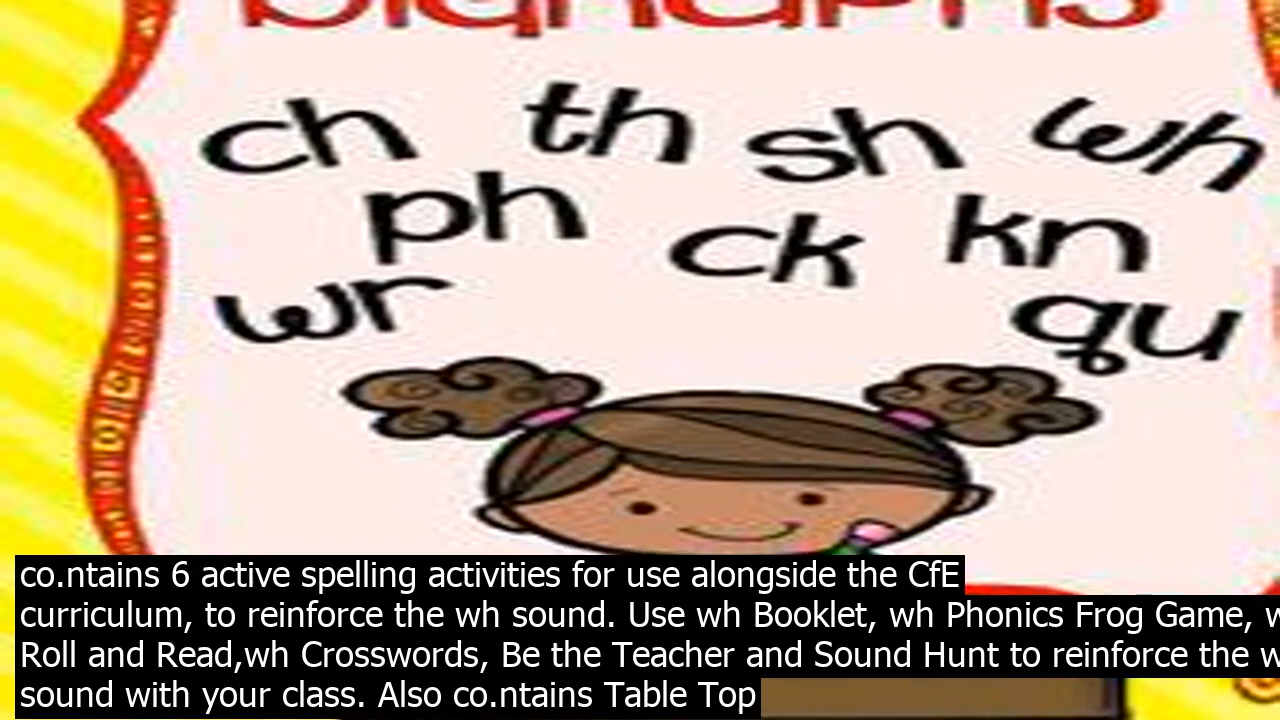 Digraphs
ch th sh wh
ph ck kn
wr qu
co.ntains 6 active spelling activities for use alongside the CfE
curriculum, to reinforce the wh sound. Use wh Booklet, wh Phonics Frog Game,
Roll and Read,wh Crosswords, Be the Teacher and Sound Hunt to reinforce the
sound with your class. Also co.ntains Table Top